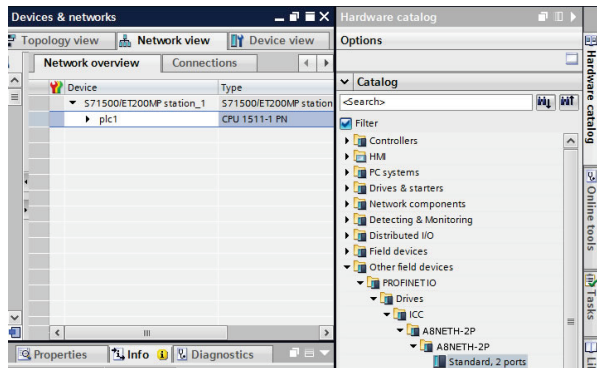 Devices & networks
Topology view
Network view
Device view
Network overview
Connections
Device
Type
S71500/ET200MP station_1
S71500/ET200MP station
plc1
CPU 1511-1 PN
Properties
Info
Diagnostics
Hardware catalog
Options
Catalog
<Search>
Filter
Controllers
HMI
PC systems
Drives & starters
Network components
Detecting & Monitoring
Distributed I/O
Field devices
Other field devices
PROFINET IO
Drives
ICC
A8NETH-2P
A8NETH-2P
Standard, 2 ports
Hardware catalog
Online tools
Tasks